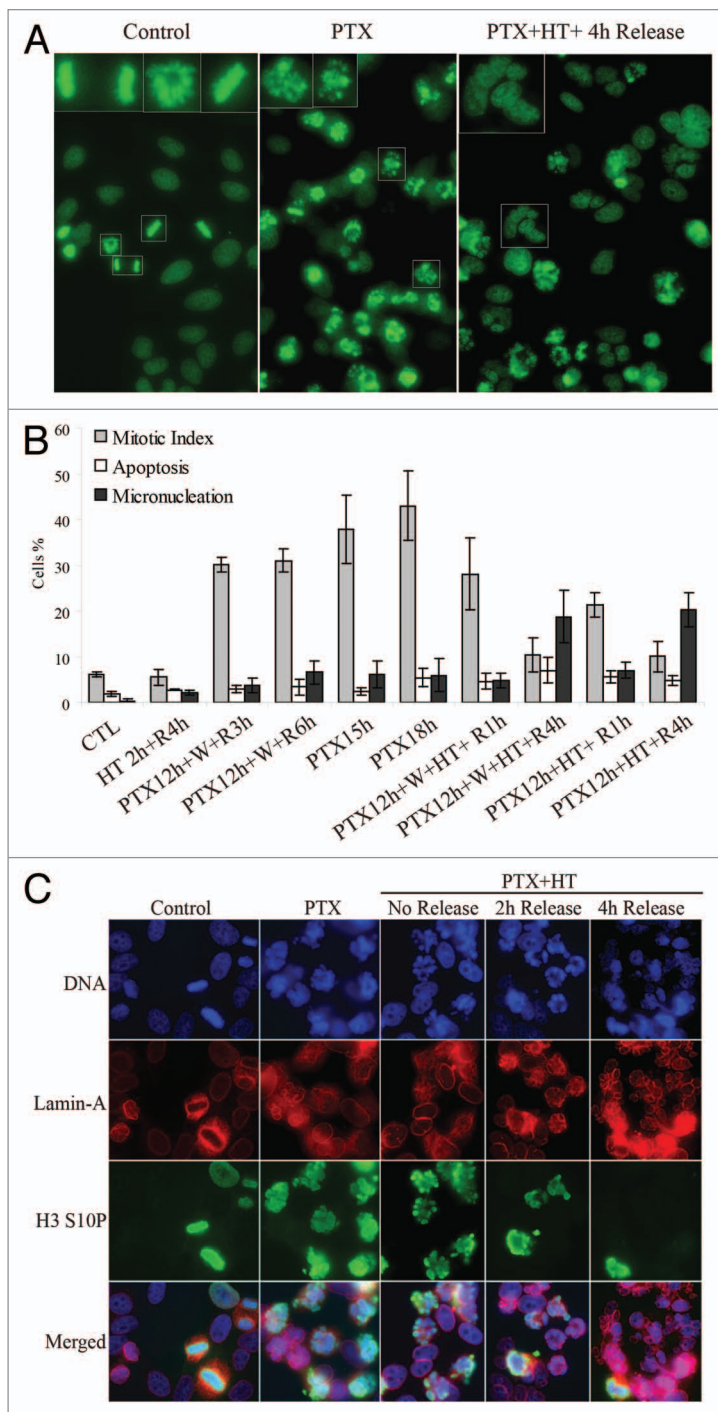 A
Control
PTX
PTX+HT+ 4h Release
B
60
50
40
30
20
10
0
Cells %
Mitotic Index
Apoptosis
Micronucleation
CTL
HT 2h+R4h
PTX12h+W+R3h
PTX12h+W+R6h
PTX15h
PTX18h
PTX12h+W+HT+ R1h
PTX12h+W+HT+R4h
PTX12h+HT+ R1h
PTX12h+HT+R4h
C
PTX+HT
Control
PTX
No Release
2h Release
4h Release
DNA
Lamin-A
H3 S10P
Merged